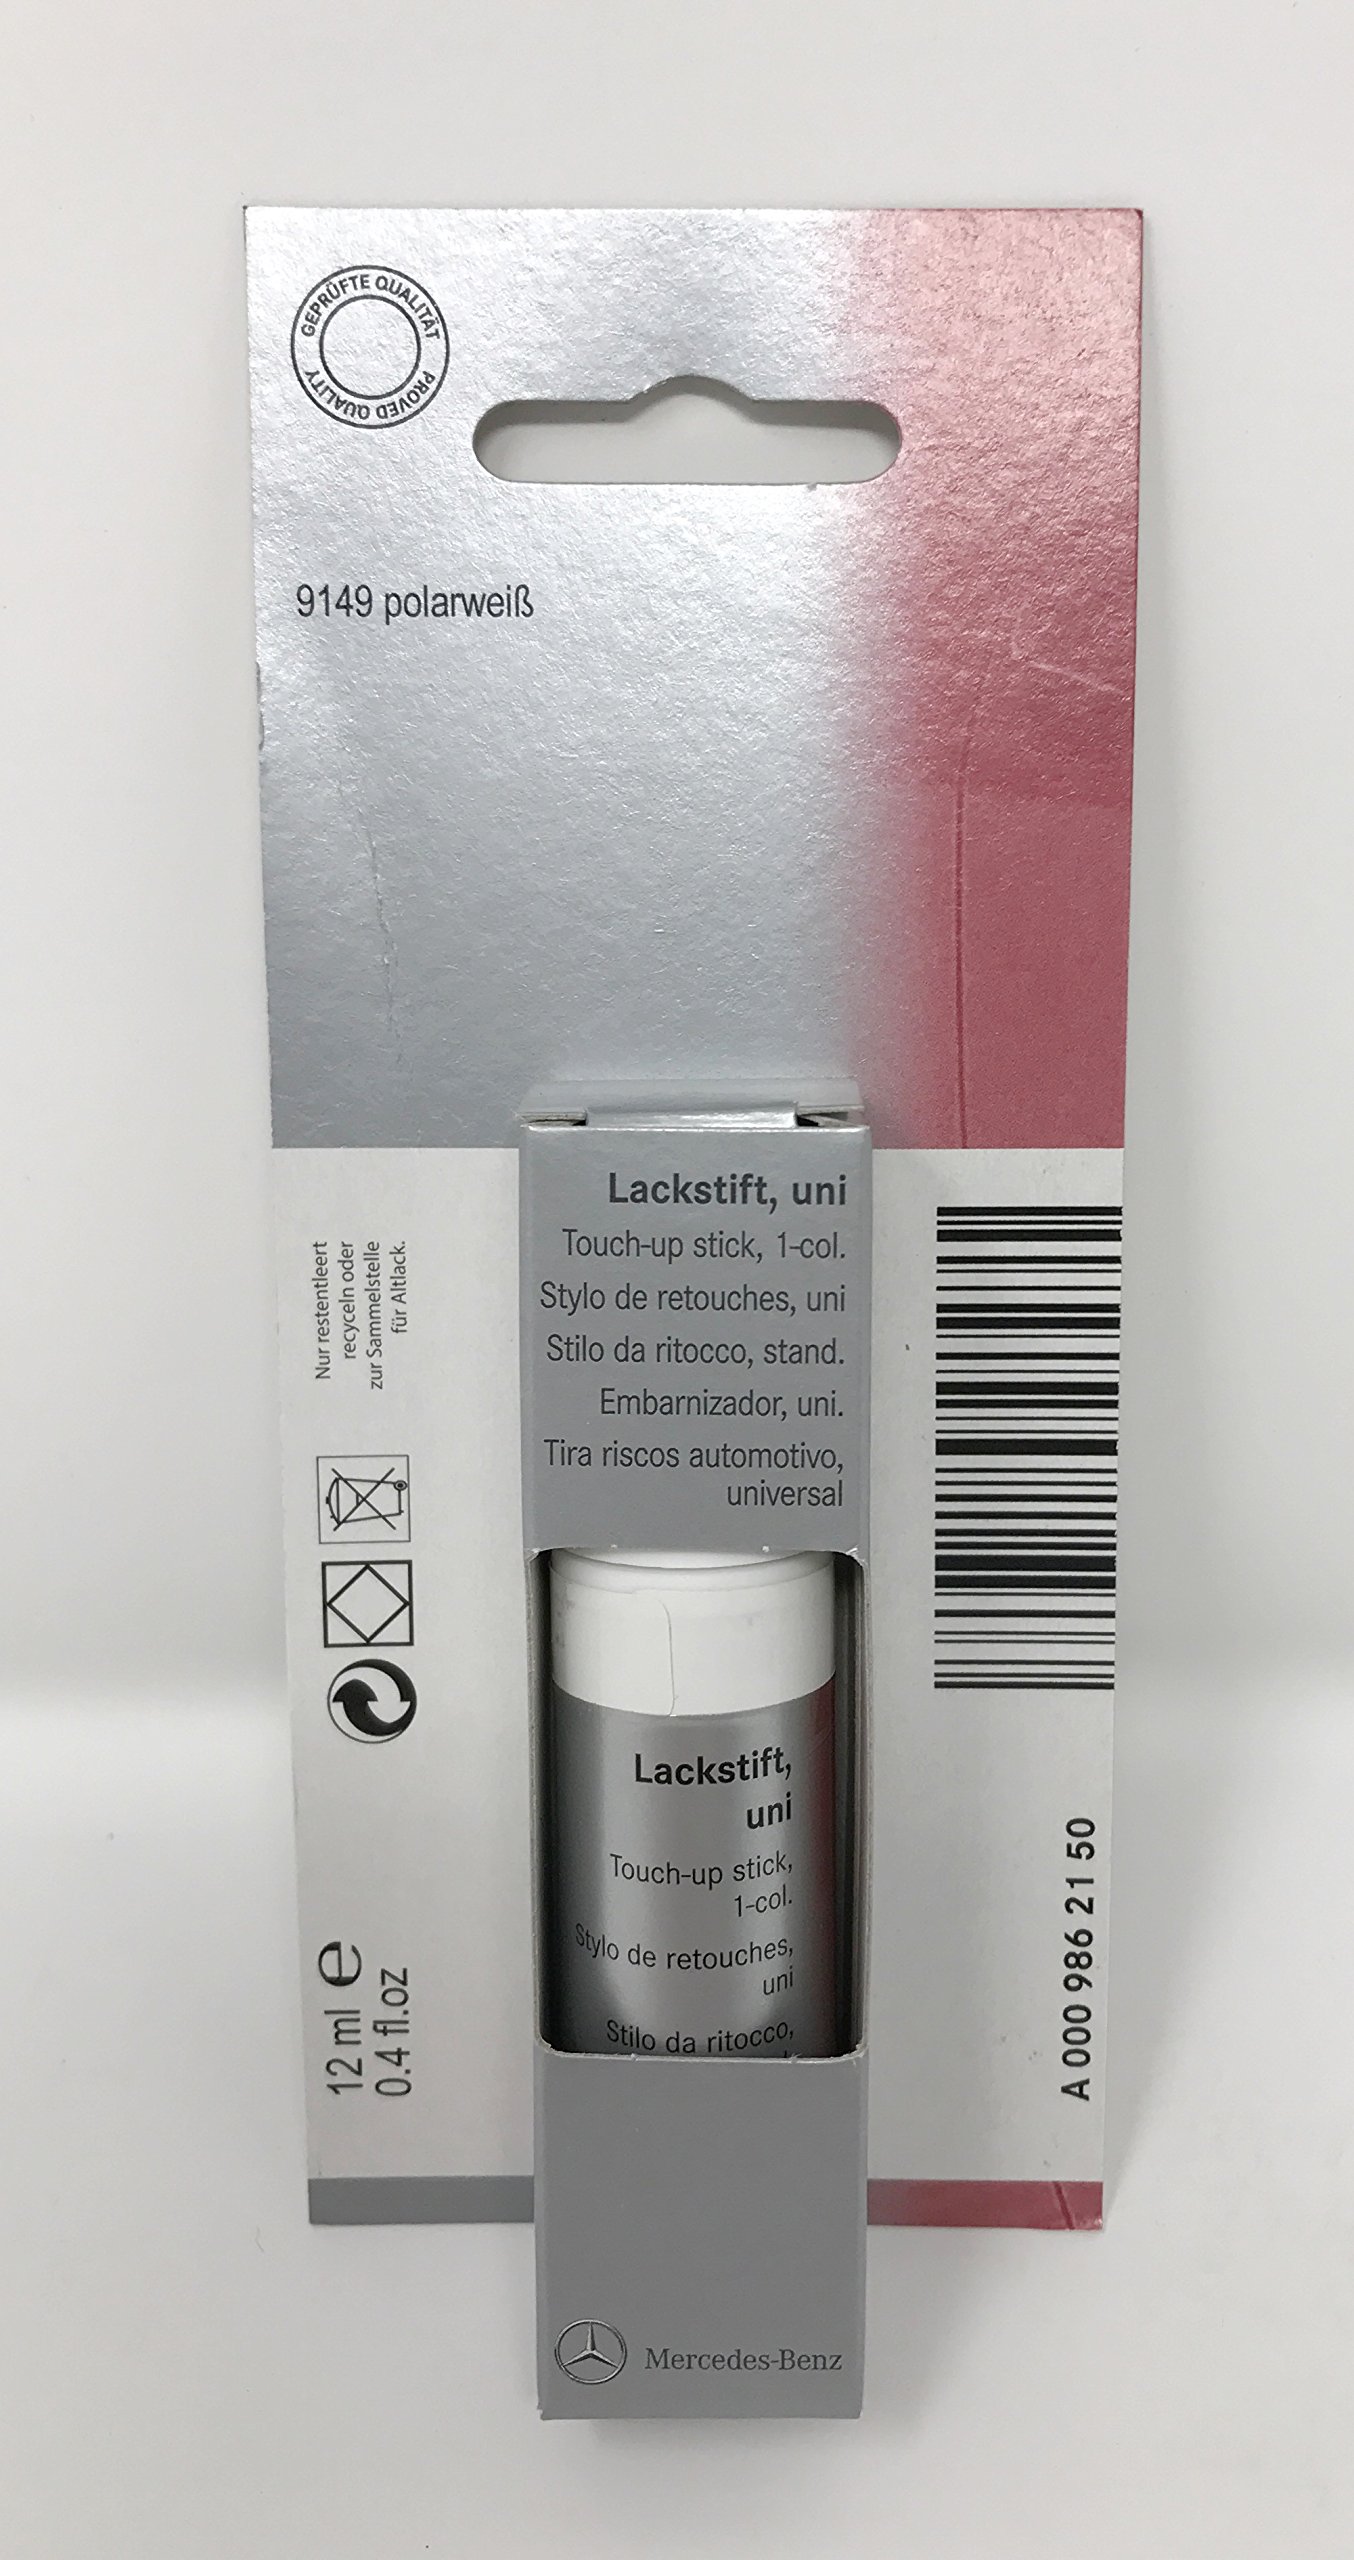 GEPRÜFTE QUALITÄT
PROVED QUALITY
9149 polarweiß
Lackstift, uni
Touch-up stick, 1-col.
Stylo de retouches, uni
Stilo da ritocco, stand.
Embarnizador, uni.
Tira riscos automotivo,
universal
Nur restentleert
recyceln oder
zur Sammelstelle
für Altlack.
12 ml e
0.4 fl.oz
Lackstift,
uni
Touch-up stick,
1-col.
Stylo de retouches,
uni
Stilo da ritocco,
A 000 986 21 50
Mercedes-Benz